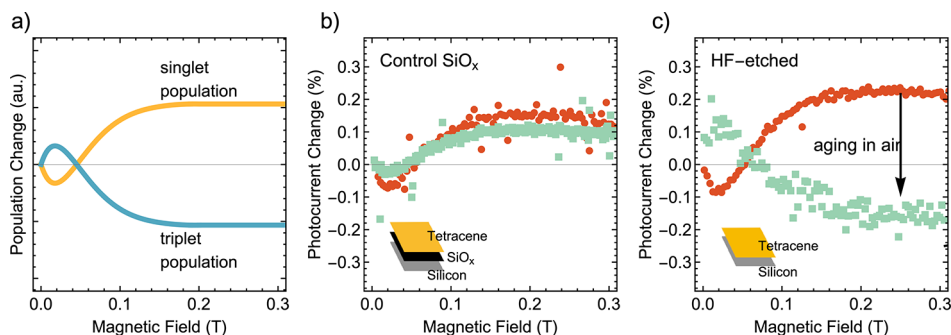 a)
Population Change (au.)
singlet
population
triplet
population
0.0 0.1 0.2 0.3
Magnetic Field (T)
b)
Photocurrent Change (%)
0.3
0.2
0.1
0.0
-0.1
-0.2
-0.3
Control SiOₓ
Tetracene
SiOₓ
Silicon
0.0 0.1 0.2 0.3
Magnetic Field (T)
c)
Photocurrent Change (%)
0.3
0.2
0.1
0.0
-0.1
-0.2
-0.3
HF-etched
aging in air
Tetracene
Silicon
0.0 0.1 0.2 0.3
Magnetic Field (T)